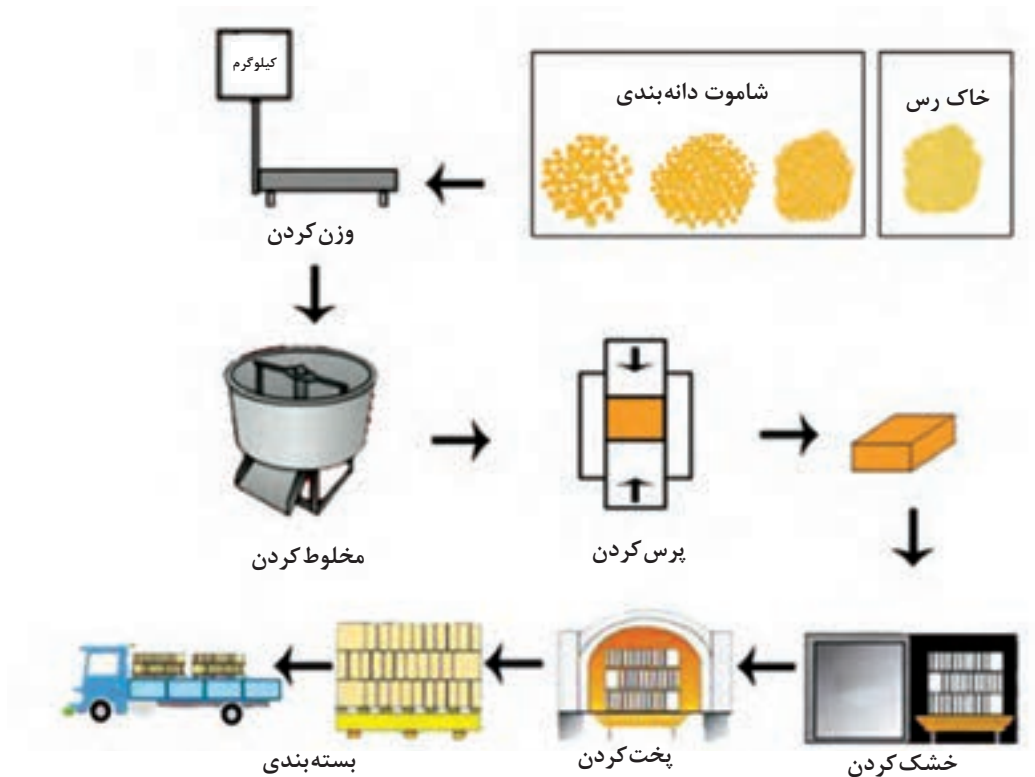 خاک رس
شاموت دانه‌بندی
کیلوگرم
وزن کردن
مخلوط کردن
پرس کردن
خشک کردن
پخت کردن
بسته‌بندی